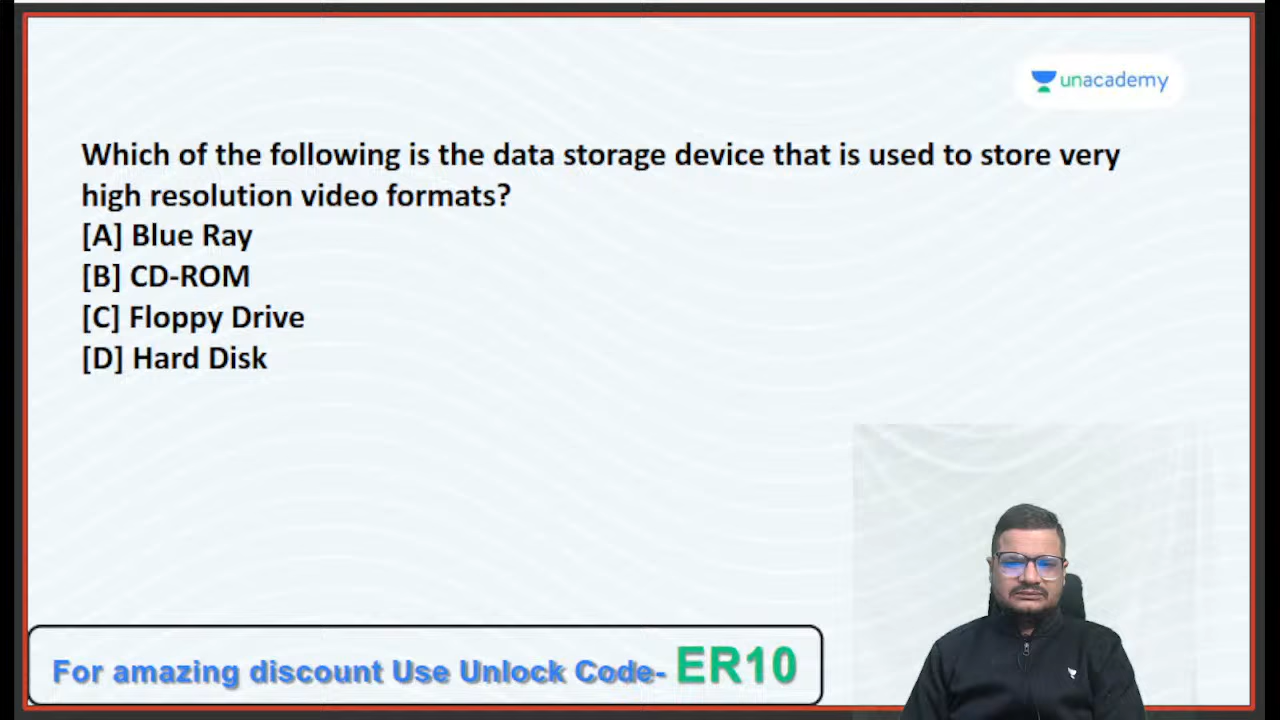 unacademy
Which of the following is the data storage device that is used to store very
high resolution video formats?
[A] Blue Ray
[B] CD-ROM
[C] Floppy Drive
[D] Hard Disk
For amazing discount Use Unlock Code- ER10